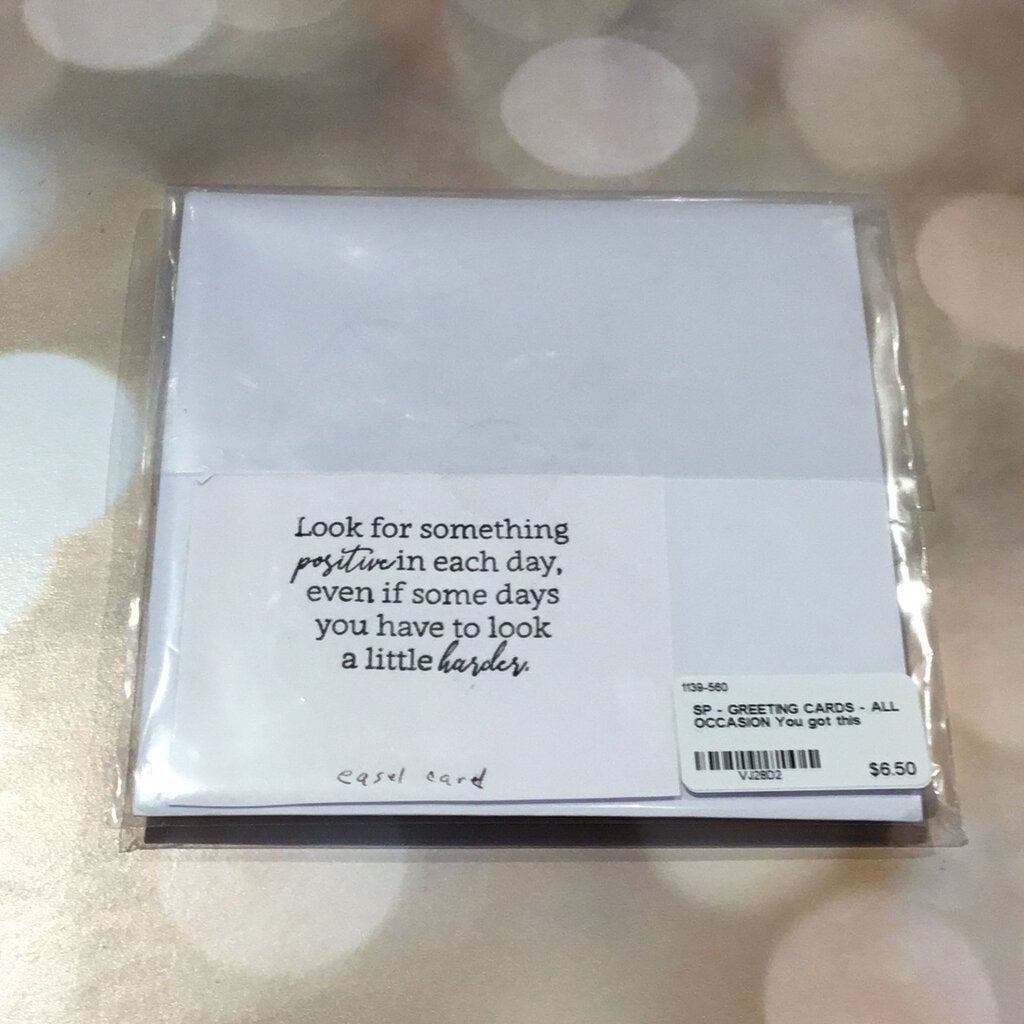 Look for something
positive in each day,
even if some days
you have to look
a little harder.
easel card
1139-560
SP - GREETING CARDS - ALL
OCCASION You got this
VJ28D2
$6.50